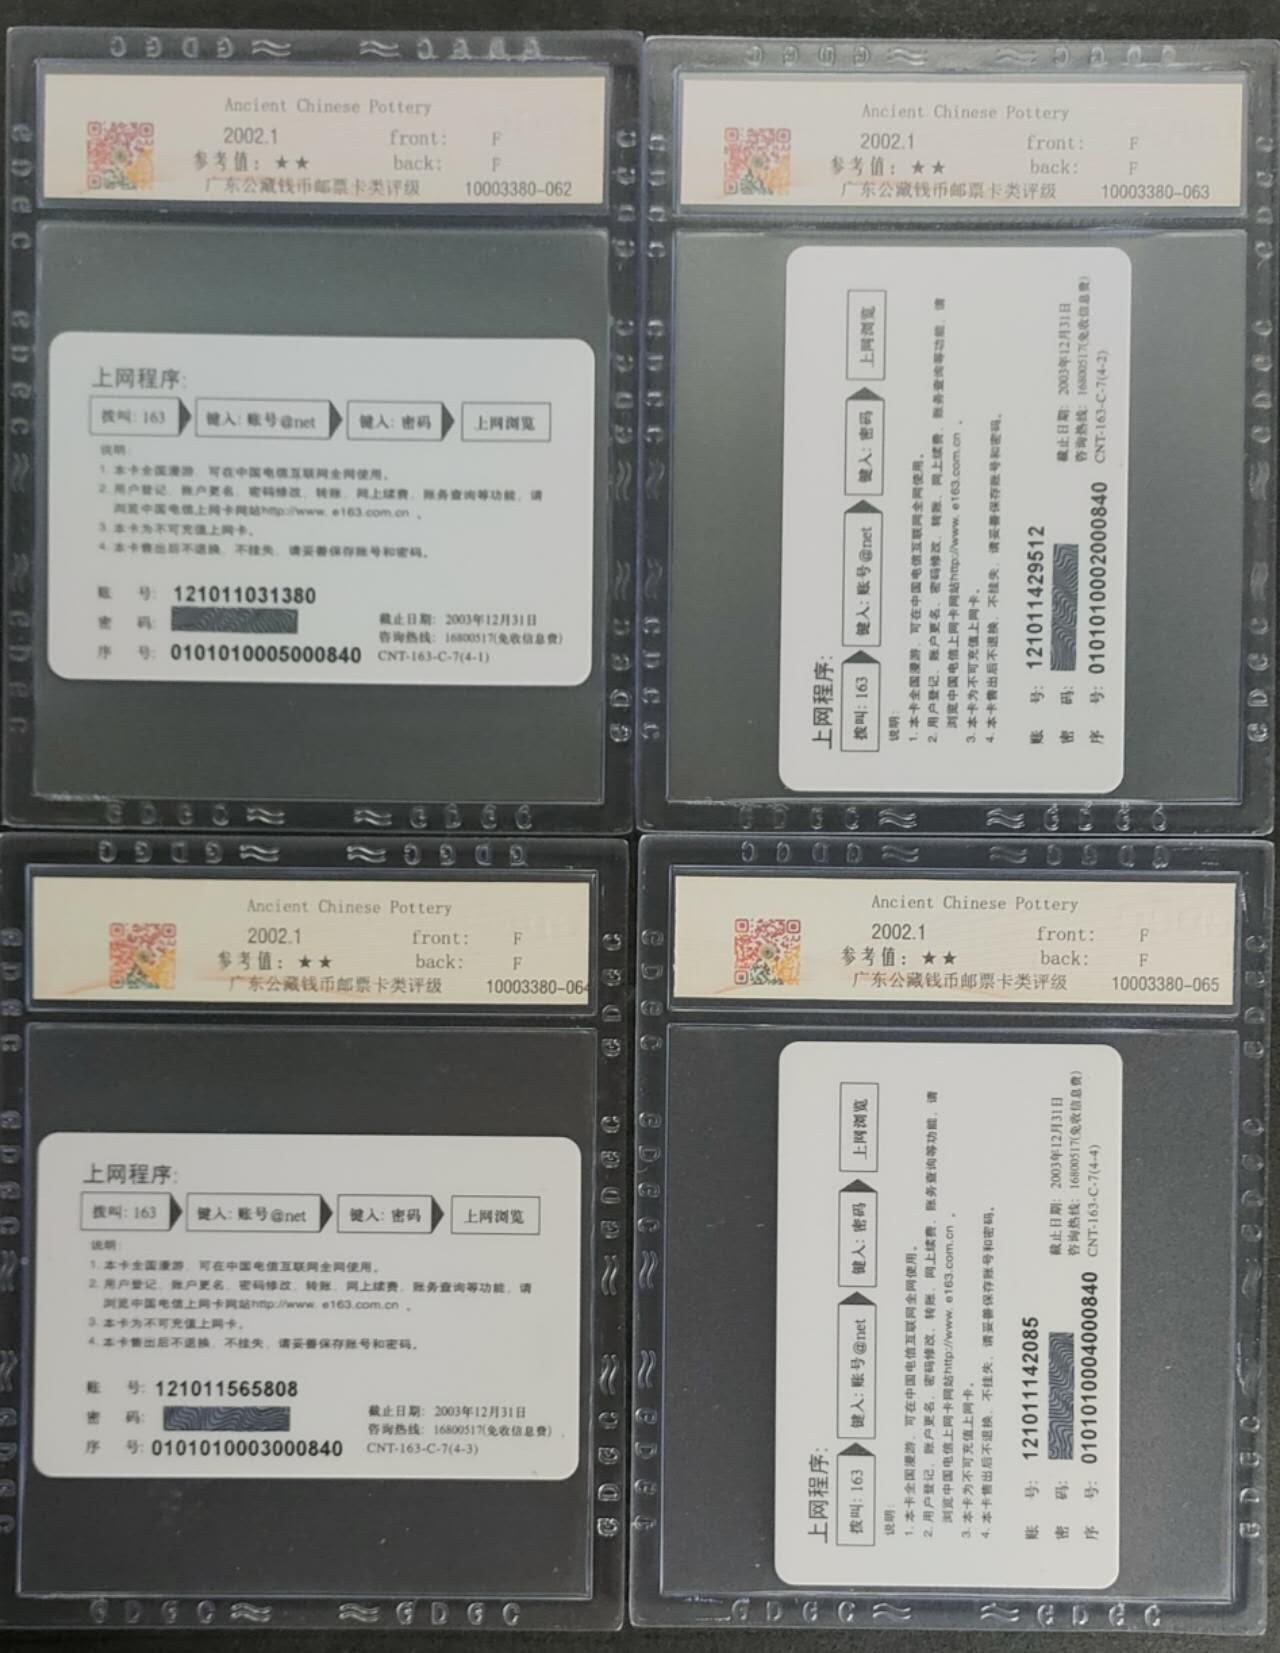 Ancient Chinese Pottery
2002.1 front: F
参考值：★★ back: F
广东公藏钱币邮票卡类评级 10003380-062
上网程序:
拨叫: 163 键入: 账号@net 键入: 密码 上网浏览
说明:
1. 本卡全国漫游、可在中国电信互联网全网使用。
2. 用户登记、账户更名、密码修改、转账、网上续费、账务查询等功能、请
浏览中国电信上网卡网站http://www. e163.com.cn 。
3. 本卡为不可充值上网卡。
4. 本卡售出后不退换、不挂失、请妥善保存账号和密码。
账 号: 121011031380
密 码: 截止日期: 2003年12月31日
咨询热线: 16800517(免收信息费)
序 号: 0101010005000840 CNT-163-C-7(4-1)
Ancient Chinese Pottery
2002.1 front: F
参考值：★★ back: F
广东公藏钱币邮票卡类评级 10003380-063
上网程序:
拨叫: 163 键入: 账号@net 键入: 密码 上网浏览
说明:
1. 本卡全国漫游、可在中国电信互联网全网使用。
2. 用户登记、账户更名、密码修改、转账、网上续费、账务查询等功能、请
浏览中国电信上网卡网站http://www. e163.com.cn 。
3. 本卡为不可充值上网卡。
4. 本卡售出后不退换、不挂失、请妥善保存账号和密码。
账 号: 121011429512
密 码: 截止日期: 2003年12月31日
咨询热线: 16800517(免收信息费)
序 号: 0101010002000840 CNT-163-C-7(4-2)
Ancient Chinese Pottery
2002.1 front: F
参考值：★★ back: F
广东公藏钱币邮票卡类评级 10003380-064
上网程序:
拨叫: 163 键入: 账号@net 键入: 密码 上网浏览
说明:
1. 本卡全国漫游、可在中国电信互联网全网使用。
2. 用户登记、账户更名、密码修改、转账、网上续费、账务查询等功能、请
浏览中国电信上网卡网站http://www. e163.com.cn 。
3. 本卡为不可充值上网卡。
4. 本卡售出后不退换、不挂失、请妥善保存账号和密码。
账 号: 121011565808
密 码: 截止日期: 2003年12月31日
咨询热线: 16800517(免收信息费)
序 号: 0101010003000840 CNT-163-C-7(4-3)
Ancient Chinese Pottery
2002.1 front: F
参考值：★★ back: F
广东公藏钱币邮票卡类评级 10003380-065
上网程序:
拨叫: 163 键入: 账号@net 键入: 密码 上网浏览
说明:
1. 本卡全国漫游、可在中国电信互联网全网使用。
2. 用户登记、账户更名、密码修改、转账、网上续费、账务查询等功能、请
浏览中国电信上网卡网站http://www. e163.com.cn 。
3. 本卡为不可充值上网卡。
4. 本卡售出后不退换、不挂失、请妥善保存账号和密码。
账 号: 121011142085
密 码: 截止日期: 2003年12月31日
咨询热线: 16800517(免收信息费)
序 号: 0101010004000840 CNT-163-C-7(4-4)